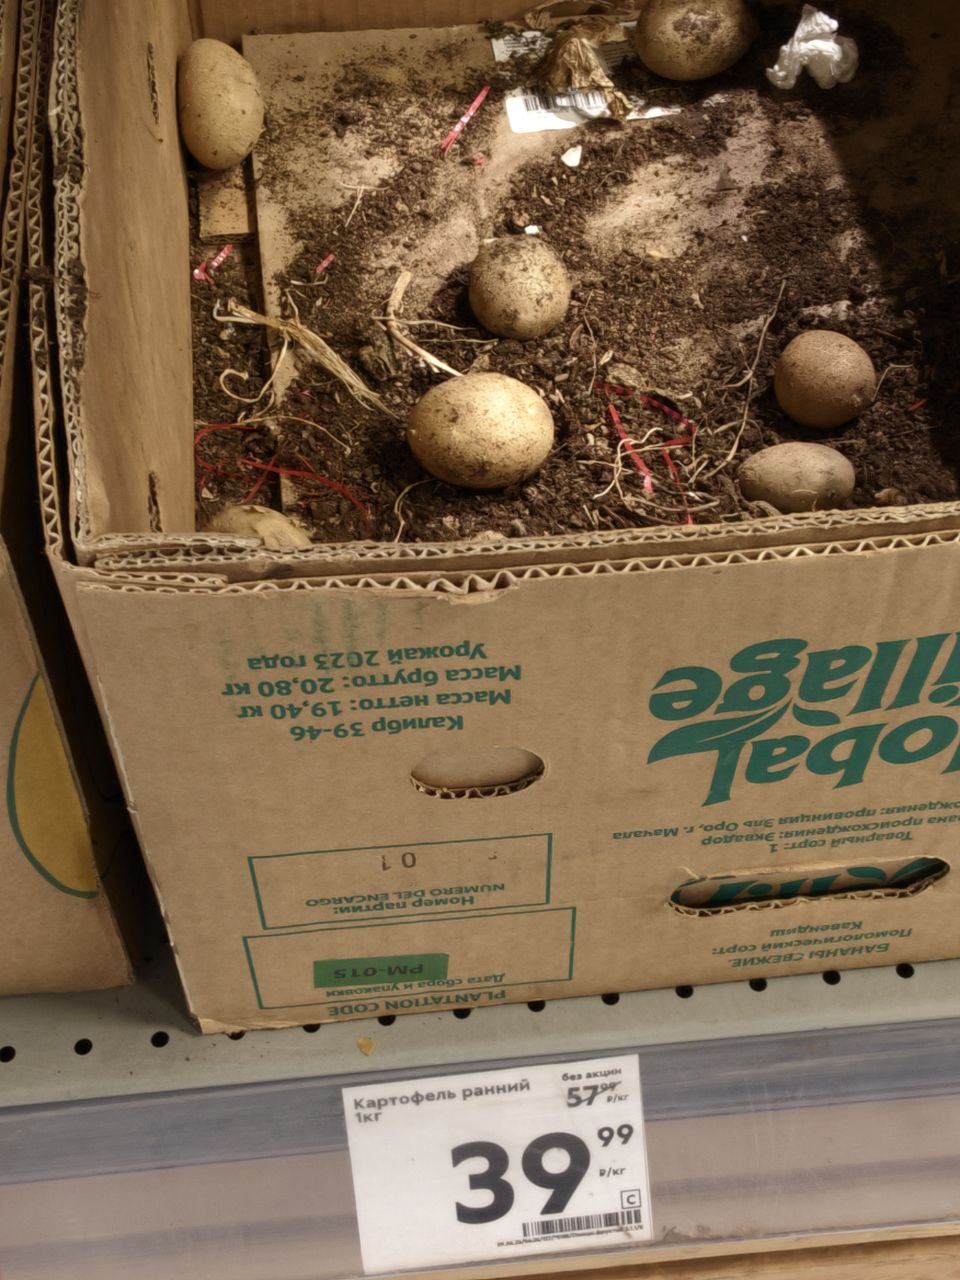 Урожай 2023 года
Масса брутто: 20,80 кг
Масса нетто: 19,40 кг
Калибр 39-46
01
Номер партии:
NUMERO DEL ENCARGO
PM-015
Дата сбора и упаковки
PLANTATION CODE
illage
lobal
Товарный сорт: 1
Эквадор
провинция Эль Оро, г. Мачала
БАНАНЫ СВЕЖИЕ.
Помологический сорт:
Кавендиш
Картофель ранний
1кг
без акции
57 99
₽/кг
39 99
₽/кг
C